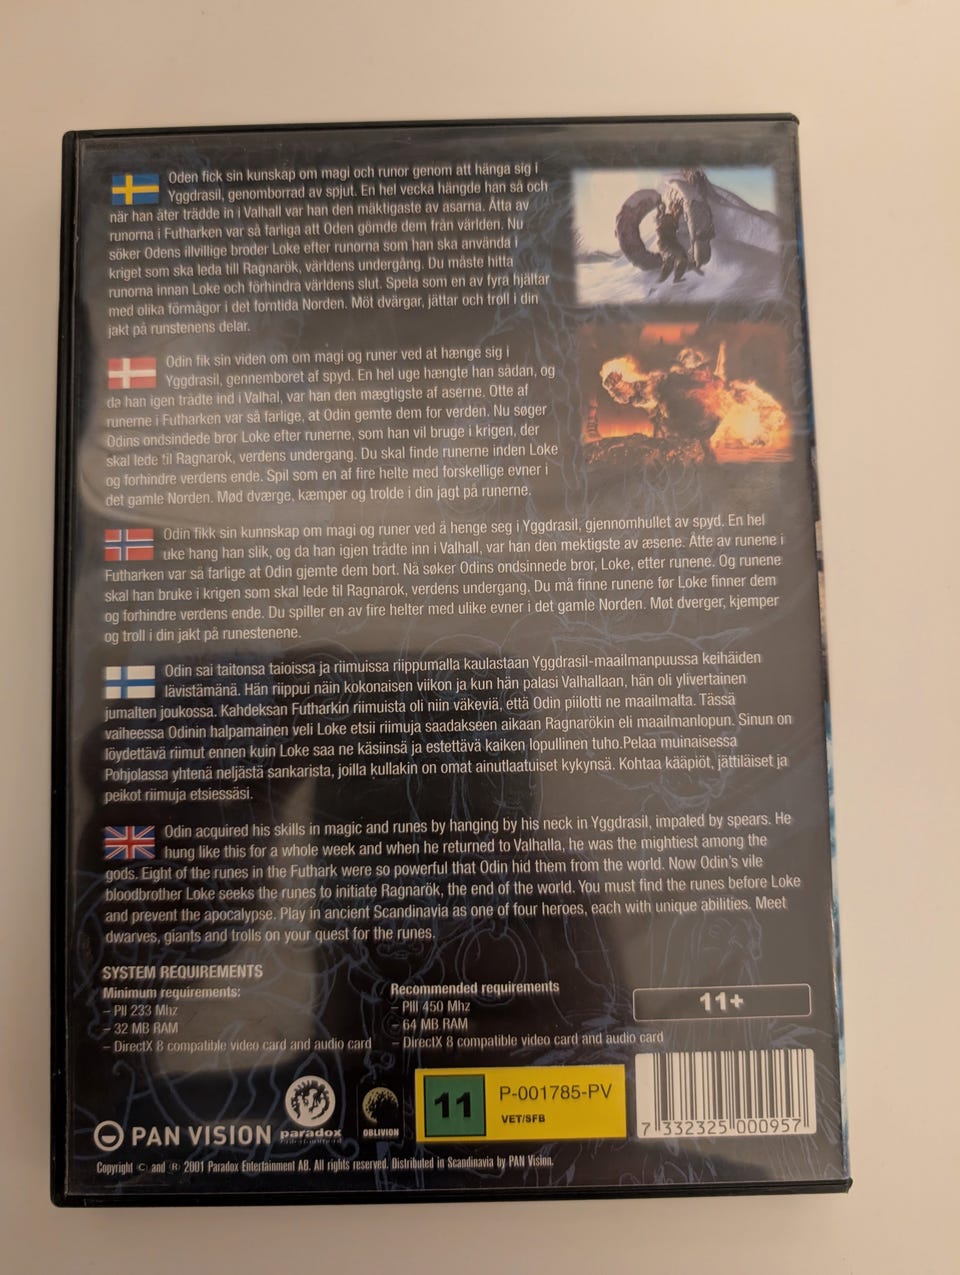 Oden fick sin kunskap om magi och runor genom att hänga sig i
Yggdrasil, genomborrad av spjut. En hel vecka hängde han så och
när han åter trädde in i Valhall var han den mäktigaste av asarna. Åtta av
runorna i Futharken var så farliga att Oden gömde dem från världen. Nu
söker Odens illvillige broder Loke efter runorna som han ska använda i
kriget som ska leda till Ragnarök, världens undergång. Du måste hitta
runorna innan Loke och förhindra världens slut. Spela som en av fyra hjältar
med olika förmågor i det forntida Norden. Möt dvärgar, jättar och troll i din
jakt på runstenens delar.
Odin fik sin viden om om magi og runer ved at hænge sig i
Yggdrasil, gennemboret af spyd. En hel uge hængte han sådan, og
da han igen trådte ind i Valhal, var han den mægtigste af aserne. Otte af
runerne i Futharken var så farlige, at Odin gemte dem for verden. Nu søger
Odins ondsindede bror Loke efter runerne, som han vil bruge i krigen, der
skal lede til Ragnarok, verdens undergang. Du skal finde runerne inden Loke
og forhindre verdens ende. Spil som en af fire helte med forskellige evner i
det gamle Norden. Mød dværge, kæmper og trolde i din jagt på runerne.
Odin fikk sin kunnskap om magi og runer ved å henge seg i Yggdrasil, gjennomhullet av spyd. En hel
uke hang han slik, og da han igjen trådte inn i Valhall, var han den mektigste av æsene. Åtte av runene i
Futharken var så farlige at Odin gjemte dem bort. Nå søker Odins ondsinnede bror, Loke, etter runene. Og runene
skal han bruke i krigen som skal lede til Ragnarok, verdens undergang. Du må finne runene før Loke finner dem
og forhindre verdens ende. Du spiller en av fire helter med ulike evner i det gamle Norden. Møt dverger, kjemper
og troll i din jakt på runestenene.
Odin sai taitonsa taioissa ja riimuissa riippumalla kaulastaan Yggdrasil-maailmanpuussa keihäiden
lävistämänä. Hän riippui näin kokonaisen viikon ja kun hän palasi Valhallaan, hän oli ylivertainen
jumalten joukossa. Kahdeksan Futharkin riimuista oli niin väkeviä, että Odin piilotti ne maailmalta. Tässä
vaiheessa Odinin halpamainen veli Loke etsii riimuja saadakseen aikaan Ragnarökin eli maailmanlopun. Sinun on
löydettävä riimut ennen kuin Loke saa ne käsiinsä ja estettävä kaiken lopullinen tuho.Pelaa muinaisessa
Pohjolassa yhtenä neljästä sankarista, joilla kullakin on omat ainutlaatuiset kykynsä. Kohtaa kääpiöt, jättiläiset ja
peikot riimuja etsiessäsi.
Odin acquired his skills in magic and runes by hanging by his neck in Yggdrasil, impaled by spears. He
hung like this for a whole week and when he returned to Valhalla, he was the mightiest among the
gods. Eight of the runes in the Futhark were so powerful that Odin hid them from the world. Now Odin's vile
bloodbrother Loke seeks the runes to initiate Ragnarök, the end of the world. You must find the runes before Loke
and prevent the apocalypse. Play in ancient Scandinavia as one of four heroes, each with unique abilities. Meet
dwarves, giants and trolls on your quest for the runes.
SYSTEM REQUIREMENTS
Minimum requirements:
– PII 233 Mhz
– 32 MB RAM
– DirectX 8 compatible video card and audio card
Recommended requirements
– PIII 450 Mhz
– 64 MB RAM
– DirectX 8 compatible video card and audio card
11+
PAN VISION
paradox
entertainment
OBLIVION
11
P-001785-PV
VET/SFB
7 332325 000957
Copyright © and ® 2001 Paradox Entertainment AB. All rights reserved. Distributed in Scandinavia by PAN Vision.